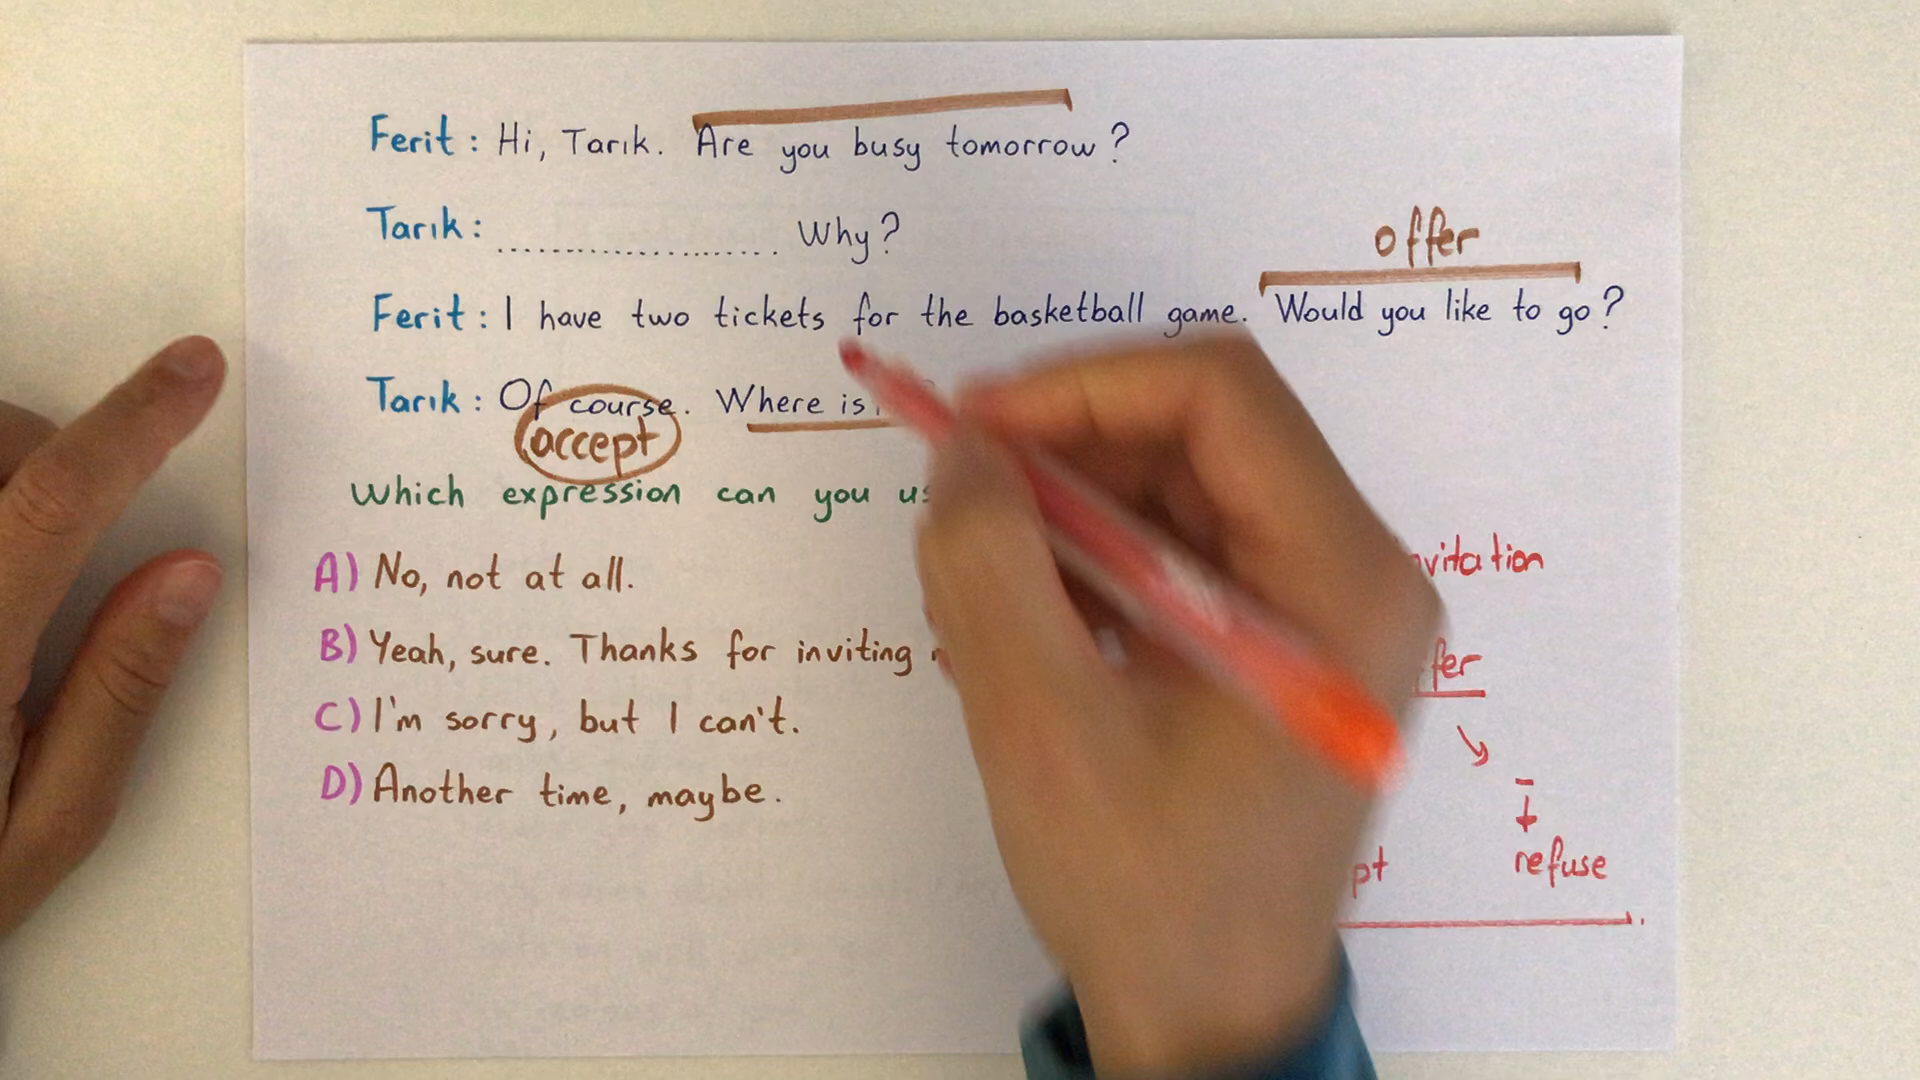 Ferit : Hi, Tarık. Are you busy tomorrow ?
Tarık : ........................ Why ?
offer
Ferit : I have two tickets for the basketball game. Would you like to go ?
Tarık : Of course. Where is
accept
Which expression can you
A) No, not at all.
B) Yeah, sure. Thanks for inviting
C) I'm sorry, but I can't.
D) Another time, maybe.
refuse